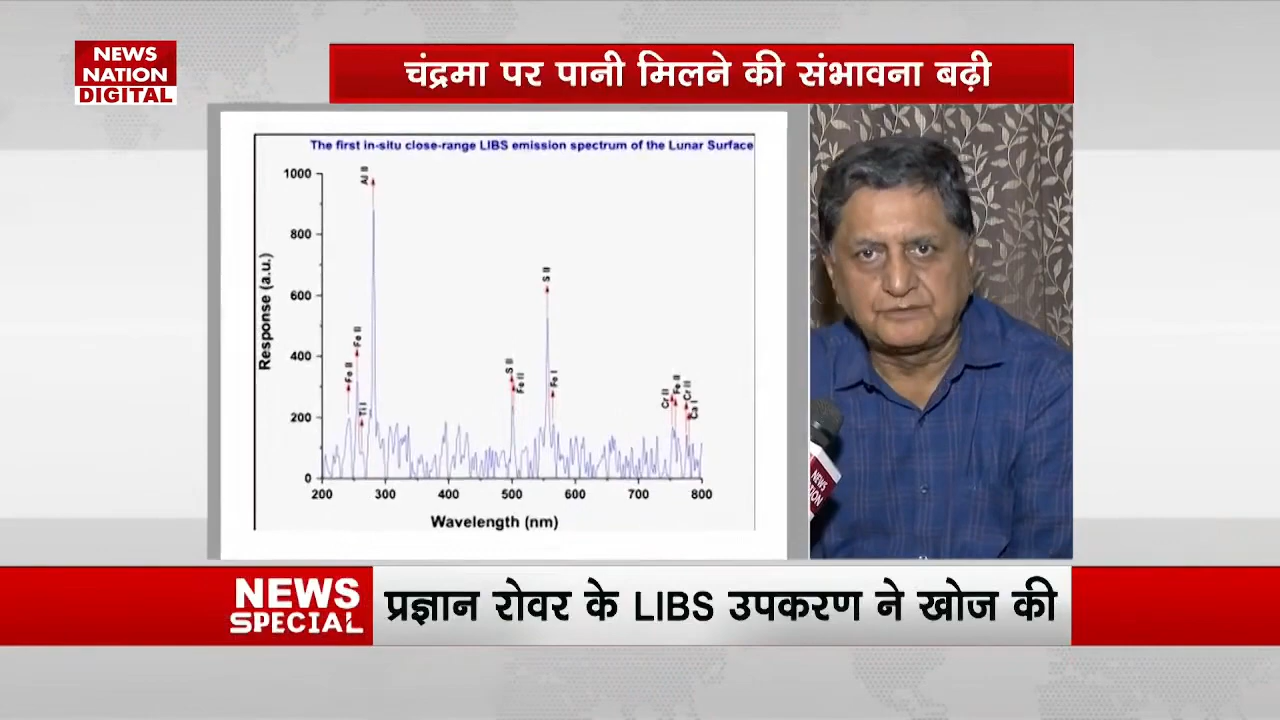 NEWS
NATION
DIGITAL
चंद्रमा पर पानी मिलने की संभावना बढ़ी
The first in-situ close-range LIBS emission spectrum of the Lunar Surface
Response (a.u.)
1000
800
600
400
200
0
200 300 400 500 600 700 800
Wavelength (nm)
Fe II
Fe II
Ti I
Al II
S II
Fe II
S II
Fe I
Cr II
Fe II
Cr II
Ca I
NEWS
NEWS
SPECIAL
प्रज्ञान रोवर के LIBS उपकरण ने खोज की